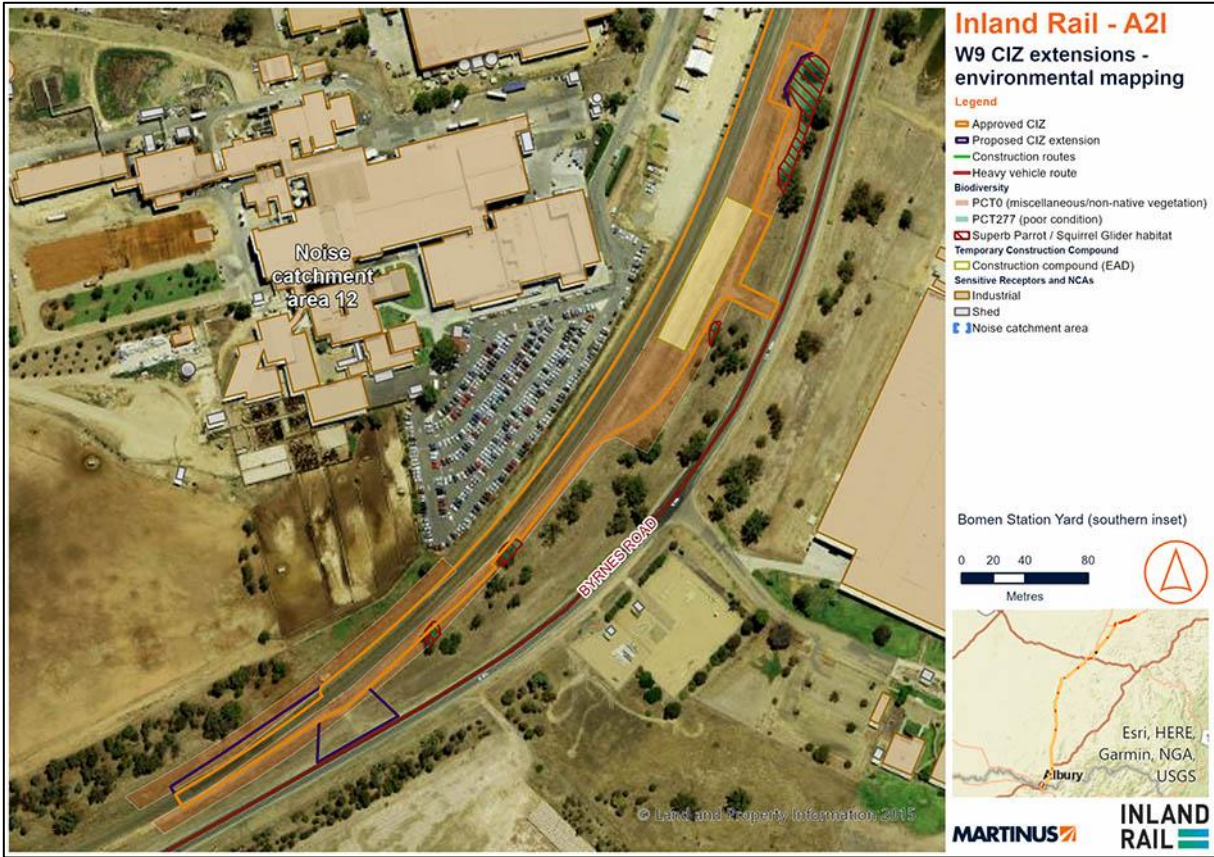 Inland Rail - A2I
W9 CIZ extensions -
environmental mapping
Legend
Approved CIZ
Proposed CIZ extension
Construction routes
Heavy vehicle route
Biodiversity
PCT0 (miscellaneous/non-native vegetation)
PCT277 (poor condition)
Superb Parrot / Squirrel Glider habitat
Temporary Construction Compound
Construction compound (EAD)
Sensitive Receptors and NCAs
Industrial
Shed
Noise catchment area
Noise
catchment
area 12
BYRNES ROAD
© Land and Property Information 2015
Bomen Station Yard (southern inset)
0 20 40 80
Metres
Albury
Esri, HERE,
Garmin, NGA,
USGS
MARTINUS
INLAND
RAIL